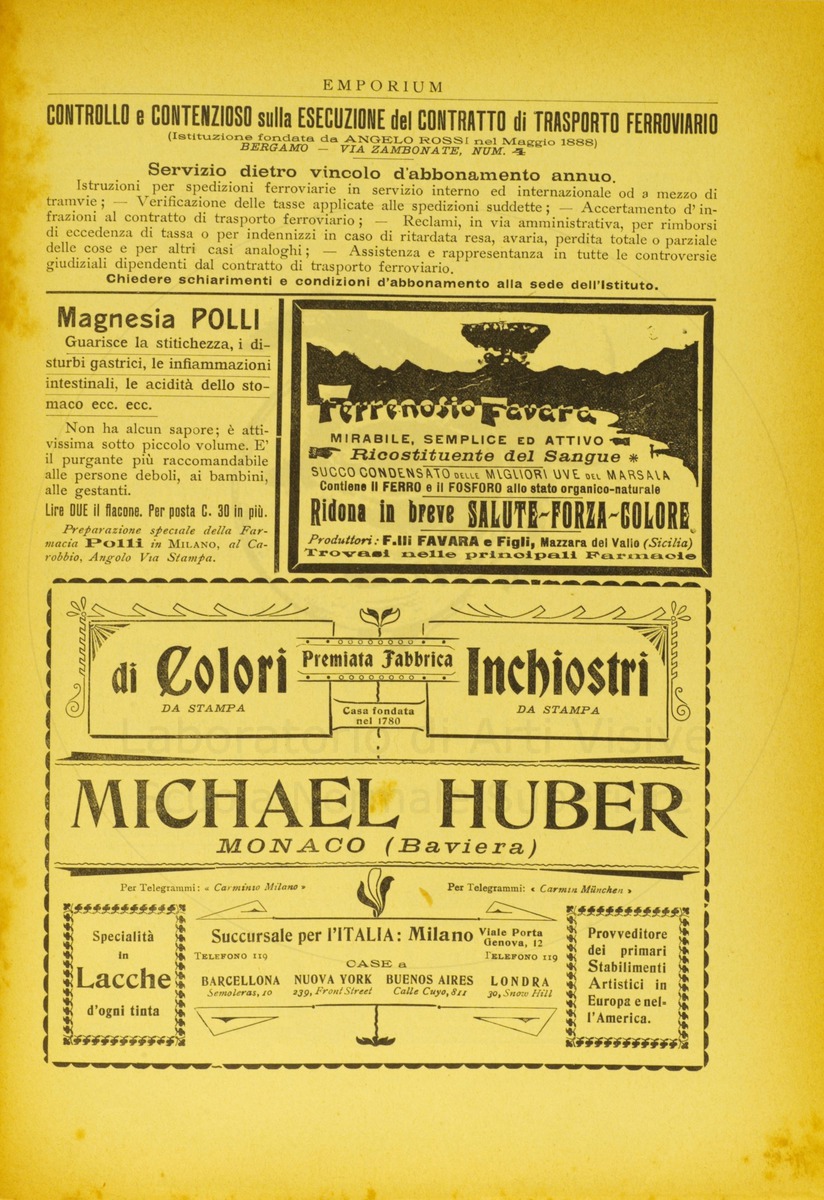 EMPORIUM
CONTROLLO e CONTENZIOSO sulla ESECUZIONE del CONTRATTO di TRASPORTO FERROVIARIO
(Istituzione fondata da ANGELO ROSSI nel Maggio 1888)
BERGAMO — VIA ZAMBONATE, NUM. 4
Servizio dietro vincolo d'abbonamento annuo.
Istruzioni per spedizioni ferroviarie in servizio interno ed internazionale od a mezzo di
tramvie; — Verificazione delle tasse applicate alle spedizioni suddette; — Accertamento d'in-
frazioni al contratto di trasporto ferroviario; — Reclami, in via amministrativa, per rimborsi
di eccedenza di tassa o per indennizzi in caso di ritardata resa, avaria, perdita totale o parziale
delle cose e per altri casi analoghi; — Assistenza e rappresentanza in tutte le controversie
giudiziali dipendenti dal contratto di trasporto ferroviario.
Chiedere schiarimenti e condizioni d'abbonamento alla sede dell'Istituto.
Magnesia POLLI
Guarisce la stitichezza, i di-
sturbi gastrici, le infiammazioni
intestinali, le acidità dello sto-
maco ecc. ecc.
Non ha alcun sapore; è atti-
vissima sotto piccolo volume. E'
il purgante più raccomandabile
alle persone deboli, ai bambini,
alle gestanti.
Lire DUE il flacone. Per posta C. 30 in più.
Preparazione speciale della Far-
macia Polli in MILANO, al Ca-
robbio, Angolo Via Stampa.
Ferrenosio Favara
MIRABILE, SEMPLICE ED ATTIVO
Ricostituente del Sangue *
SUCCO CONDENSATO DELLE MIGLIORI UVE DEL MARSALA
Contiene il FERRO e il FOSFORO allo stato organico-naturale
Ridona in breve SALUTE-FORZA-COLORE
Produttori: F.lli FAVARA e Figli, Mazzara del Vallo (Sicilia)
Trovasi nelle principali Farmacie
Premiata Fabbrica
di Colori
DA STAMPA
Inchiostri
DA STAMPA
Casa fondata
nel 1780
Laboratorio di Arti Visive
MICHAEL HUBER
MONACO (Baviera)
Per Telegrammi: « Carminio Milano »
Per Telegrammi: « Carmin München »
Specialità
in
Lacche
d'ogni tinta
Succursale per l'ITALIA: Milano Viale Porta
Genova, 12
TELEFONO 119
TELEFONO 119
CASE a
BARCELLONA NUOVA YORK BUENOS AIRES LONDRA
Semoleras, 10 239, Front Street Calle Cuyo, 811 30, Snow Hill
Provveditore
dei primari
Stabilimenti
Artistici in
Europa e nel-
l'America.